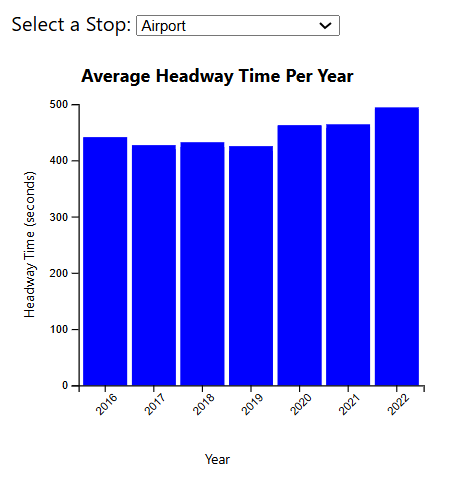 Select a Stop: Airport
Average Headway Time Per Year
500
400
300
200
100
0
Headway Time (seconds)
2016 2017 2018 2019 2020 2021 2022
Year